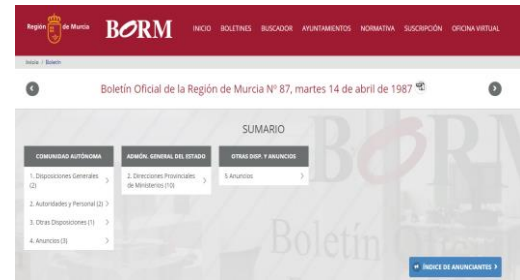 Región de Murcia
BORM
INICIO BOLETINES BUSCADOR AYUNTAMIENTOS NORMATIVA SUSCRIPCIÓN OFICINA VIRTUAL
Inicio / Boletín
Boletín Oficial de la Región de Murcia Nº 87, martes 14 de abril de 1987
SUMARIO
COMUNIDAD AUTÓNOMA
1. Disposiciones Generales
(2)
2. Autoridades y Personal (2)
3. Otras Disposiciones (1)
4. Anuncios (3)
ADMÓN. GENERAL DEL ESTADO
2. Direcciones Provinciales
de Ministerios (10)
OTRAS DISP. Y ANUNCIOS
5 Anuncios
BORM
Boletín
ÍNDICE DE ANUNCIANTES